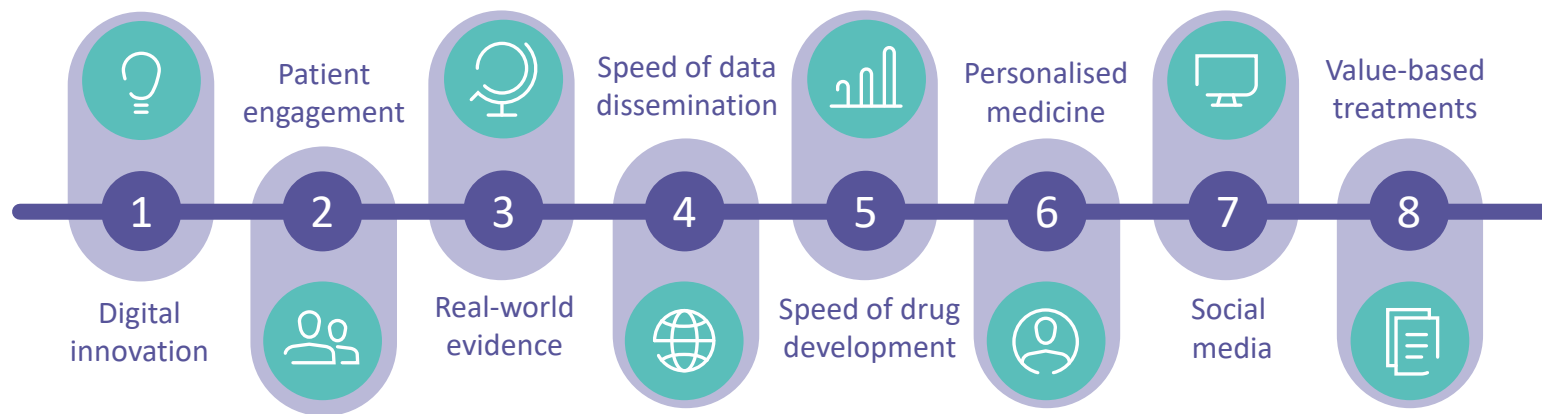 1
Digital
innovation
Patient
engagement
2
3
Real-world
evidence
Speed of data
dissemination
4
5
Speed of drug
development
Personalised
medicine
6
7
Social
media
Value-based
treatments
8